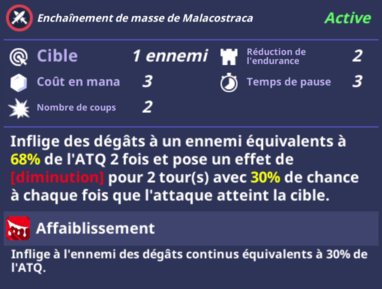 Enchaînement de masse de Malacostraca Active
Cible 1 ennemi Réduction de l'endurance 2
Coût en mana 3 Temps de pause 3
Nombre de coups 2
Inflige des dégâts à un ennemi équivalents à
68% de l'ATQ 2 fois et pose un effet de
[diminution] pour 2 tour(s) avec 30% de chance
à chaque fois que l'attaque atteint la cible.
Affaiblissement
Inflige à l'ennemi des dégâts continus équivalents à 30% de
l'ATQ.